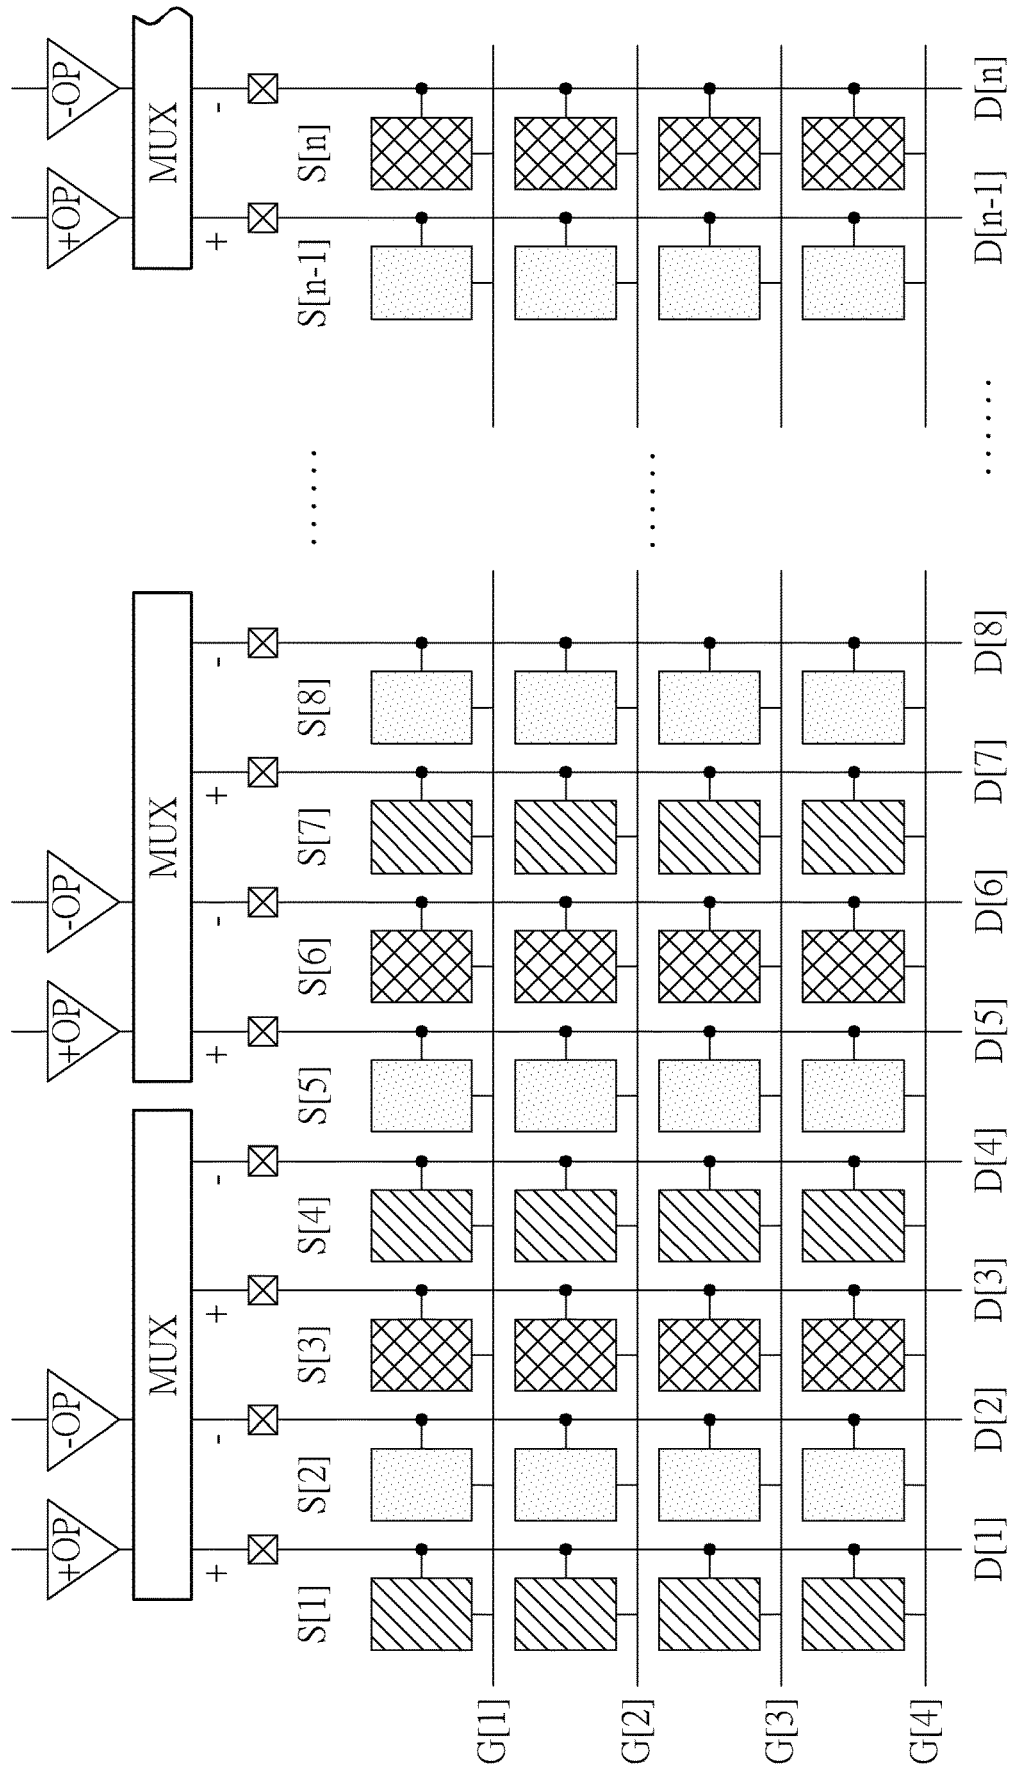 +OP -OP +OP -OP +OP -OP
MUX MUX MUX
+ - + - + - + - + -
S[1] S[2] S[3] S[4] S[5] S[6] S[7] S[8] ...... S[n-1] S[n]
G[1]
G[2]
......
G[3]
G[4]
D[1] D[2] D[3] D[4] D[5] D[6] D[7] D[8] ...... D[n-1] D[n]